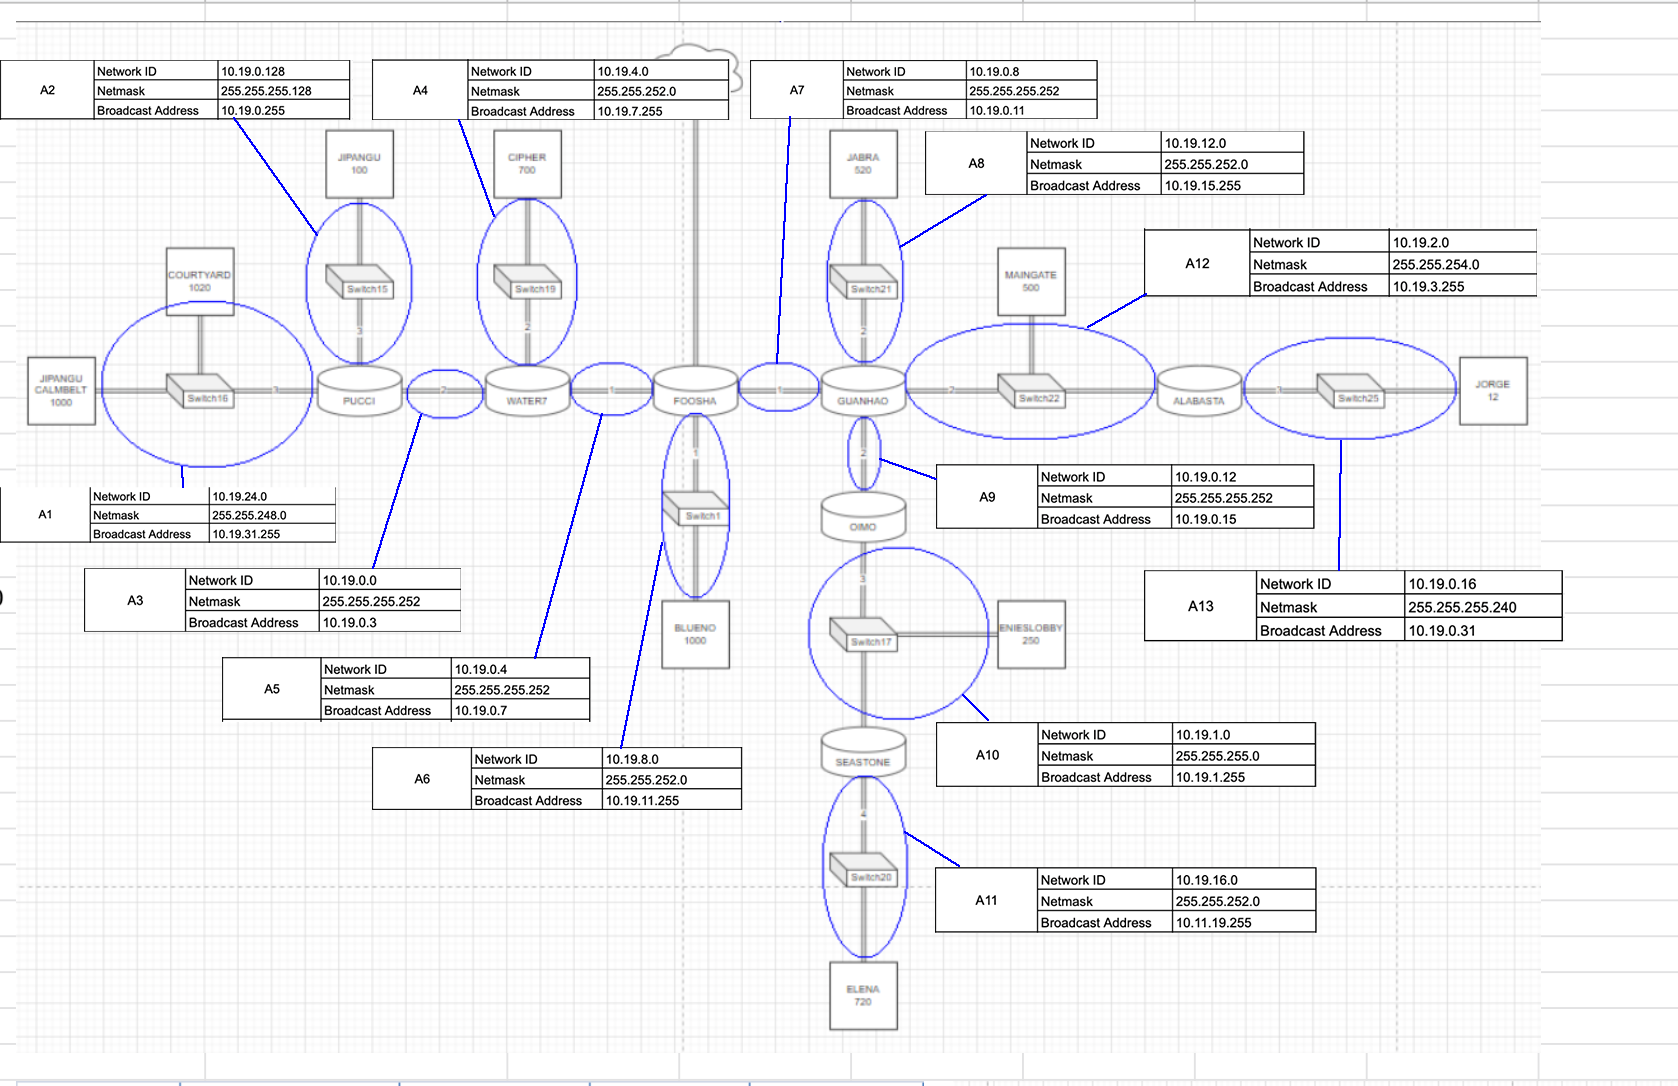 A2
Network ID 10.19.0.128
Netmask 255.255.255.128
Broadcast Address 10.19.0.255
A4
Network ID 10.19.4.0
Netmask 255.255.252.0
Broadcast Address 10.19.7.255
A7
Network ID 10.19.0.8
Netmask 255.255.255.252
Broadcast Address 10.19.0.11
JIPANGU
100
CIPHER
700
JABRA
520
A8
Network ID 10.19.12.0
Netmask 255.255.252.0
Broadcast Address 10.19.15.255
A12
Network ID 10.19.2.0
Netmask 255.255.254.0
Broadcast Address 10.19.3.255
COURTYARD
1020
Switch15
3
Switch19
2
Switch21
2
MAINGATE
500
JIPANGU
CALMBELT
1000
Switch16
3
PUCCI
2
WATER7
1
FOOSHA
1
GUANHAO
2
Switch22
ALABASTA
1
Switch25
JORGE
12
1
2
Switch1
OIMO
A9
Network ID 10.19.0.12
Netmask 255.255.255.252
Broadcast Address 10.19.0.15
A1
Network ID 10.19.24.0
Netmask 255.255.248.0
Broadcast Address 10.19.31.255
A3
Network ID 10.19.0.0
Netmask 255.255.255.252
Broadcast Address 10.19.0.3
3
A13
Network ID 10.19.0.16
Netmask 255.255.255.240
Broadcast Address 10.19.0.31
BLUENO
1000
Switch17
ENIESLOBBY
250
A5
Network ID 10.19.0.4
Netmask 255.255.255.252
Broadcast Address 10.19.0.7
A6
Network ID 10.19.8.0
Netmask 255.255.252.0
Broadcast Address 10.19.11.255
SEASTONE
A10
Network ID 10.19.1.0
Netmask 255.255.255.0
Broadcast Address 10.19.1.255
4
Switch20
A11
Network ID 10.19.16.0
Netmask 255.255.252.0
Broadcast Address 10.11.19.255
ELENA
720